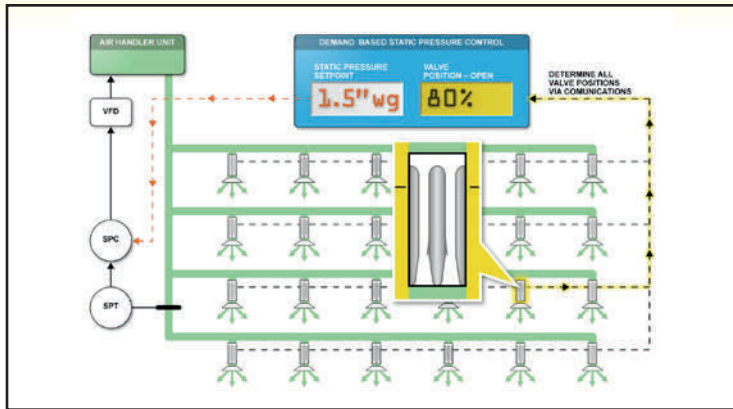 AIR HANDLER UNIT
DEMAND BASED STATIC PRESSURE CONTROL
STATIC PRESSURE
SETPOINT
VALVE
POSITION – OPEN
1.5" wg
80%
DETERMINE ALL
VALVE POSITIONS
VIA COMUNICATIONS
VFD
SPC
SPT